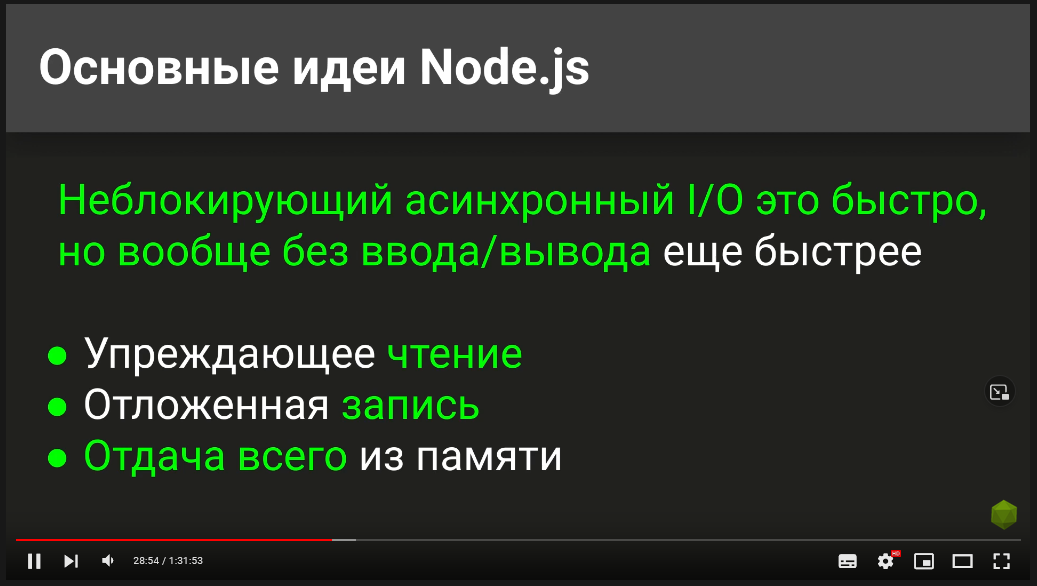 Основные идеи Node.js
Неблокирующий асинхронный I/O это быстро,
но вообще без ввода/вывода еще быстрее
● Упреждающее чтение
● Отложенная запись
● Отдача всего из памяти
28:54 / 1:31:53
HD